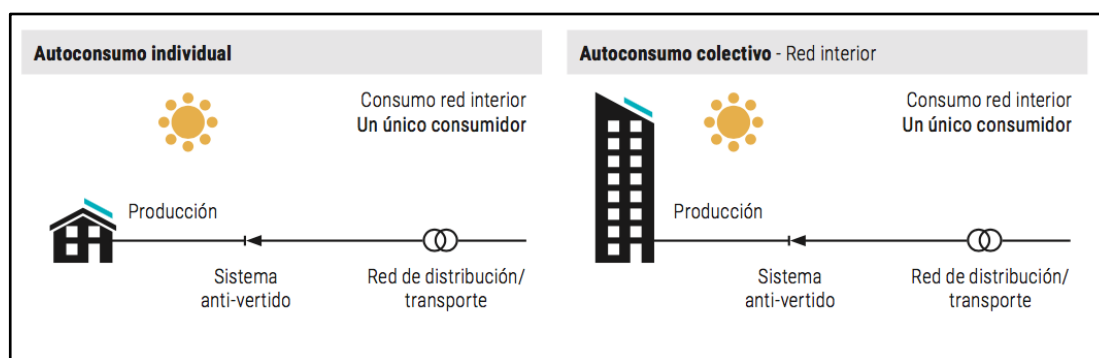 Autoconsumo individual
Consumo red interior
Un único consumidor
Producción
Sistema
anti-vertido
Red de distribución/
transporte
Autoconsumo colectivo - Red interior
Consumo red interior
Un único consumidor
Producción
Sistema
anti-vertido
Red de distribución/
transporte